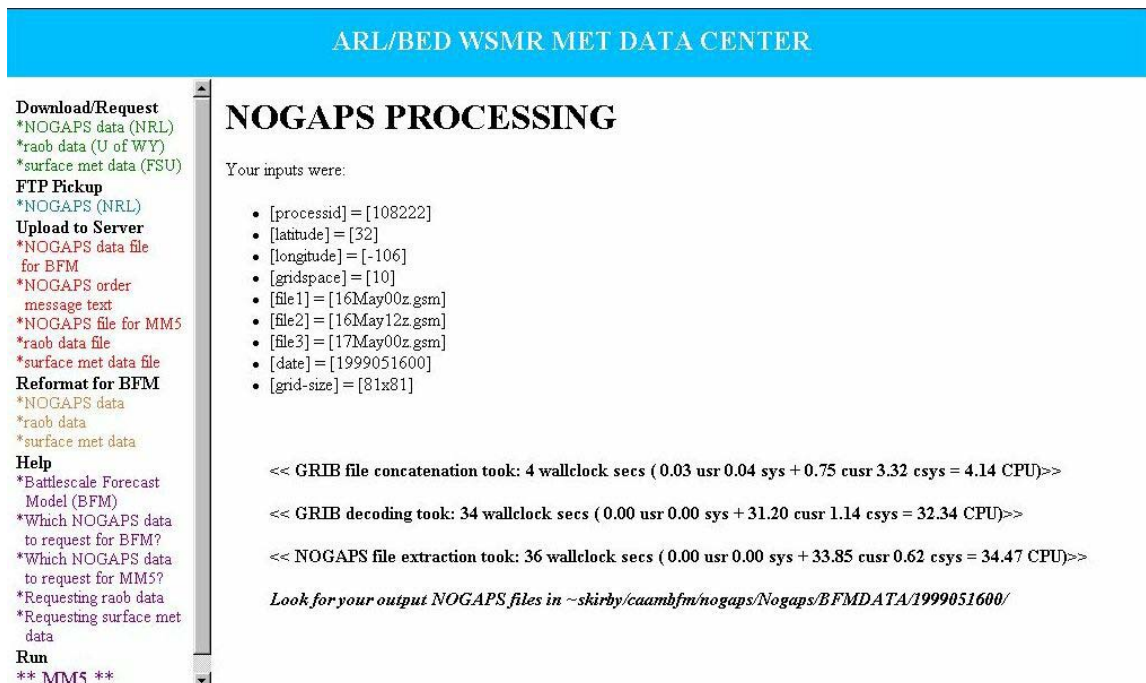 ARL/BED WSMR MET DATA CENTER
Download/Request
*NOGAPS data (NRL)
*raob data (U of WY)
*surface met data (FSU)
FTP Pickup
*NOGAPS (NRL)
Upload to Server
*NOGAPS data file
for BFM
*NOGAPS order
message text
*NOGAPS file for MM5
*raob data file
*surface met data file
Reformat for BFM
*NOGAPS data
*raob data
*surface met data
Help
*Battlescale Forecast
Model (BFM)
*Which NOGAPS data
to request for BFM?
*Which NOGAPS data
to request for MM5?
*Requesting raob data
*Requesting surface met
data
Run
** MM5 **
NOGAPS PROCESSING
Your inputs were:
• [processid] = [108222]
• [latitude] = [32]
• [longitude] = [-106]
• [gridspace] = [10]
• [file1] = [16May00z.gsm]
• [file2] = [16May12z.gsm]
• [file3] = [17May00z.gsm]
• [date] = [1999051600]
• [grid-size] = [81x81]
<< GRIB file concatenation took: 4 wallclock secs ( 0.03 usr 0.04 sys + 0.75 cusr 3.32 csys = 4.14 CPU)>>
<< GRIB decoding took: 34 wallclock secs ( 0.00 usr 0.00 sys + 31.20 cusr 1.14 csys = 32.34 CPU)>>
<< NOGAPS file extraction took: 36 wallclock secs ( 0.00 usr 0.00 sys + 33.85 cusr 0.62 csys = 34.47 CPU)>>
Look for your output NOGAPS files in ~skirby/caambfm/nogaps/Nogaps/BFMDATA/1999051600/